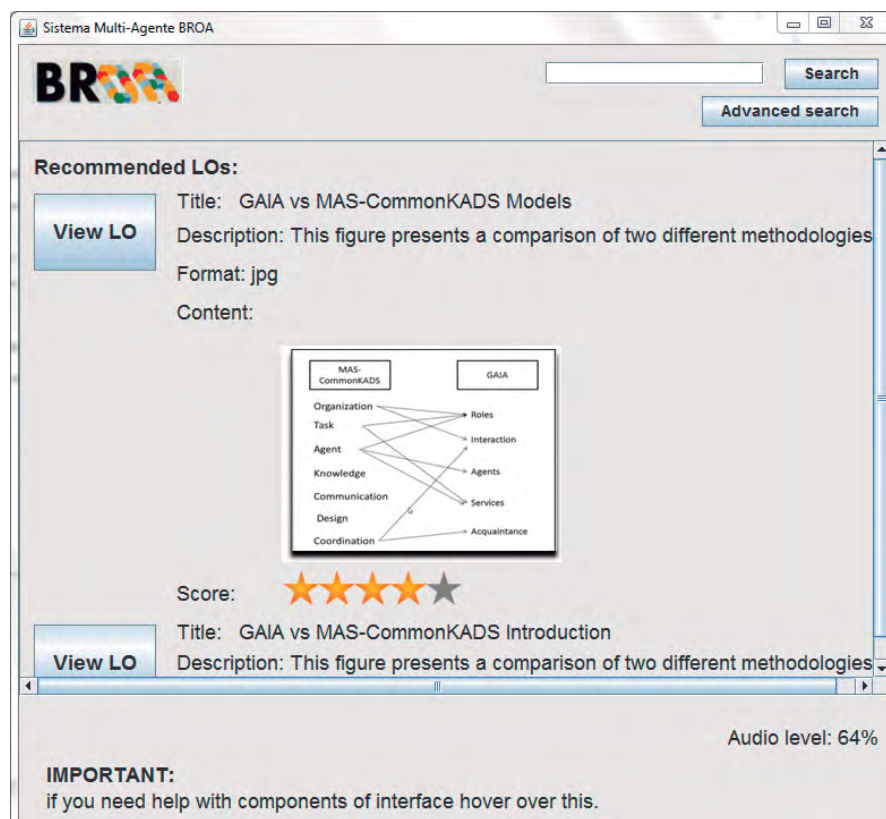 Sistema Multi-Agente BROA
BROA
Search
Advanced search
Recommended LOs:
View LO
Title: GAIA vs MAS-CommonKADS Models
Description: This figure presents a comparison of two different methodologies
Format: jpg
Content:
MAS-
CommonKADS
GAIA
Organization
Roles
Task
Interaction
Agent
Agents
Knowledge
Communication
Services
Design
Acquaintance
Coordination
Score:
View LO
Title: GAIA vs MAS-CommonKADS Introduction
Description: This figure presents a comparison of two different methodologies
Audio level: 64%
IMPORTANT:
if you need help with components of interface hover over this.